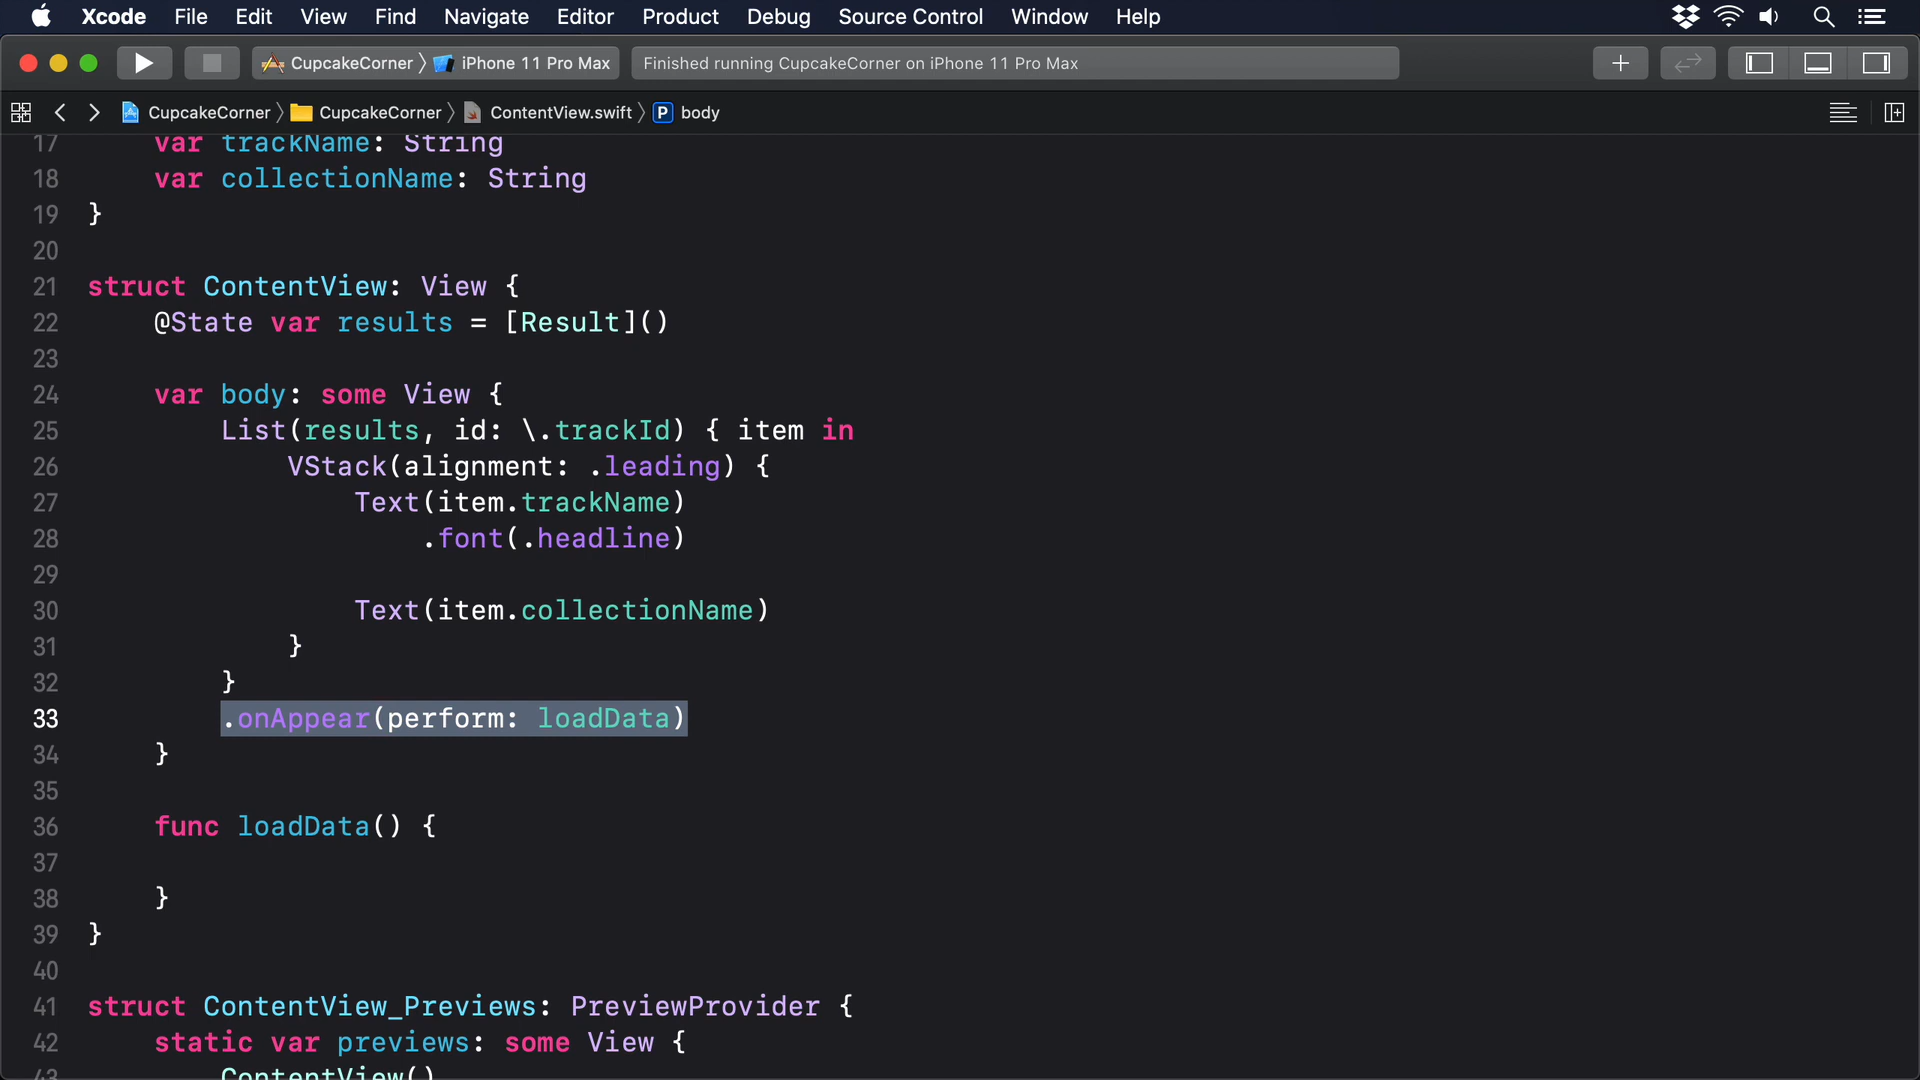 Xcode File Edit View Find Navigate Editor Product Debug Source Control Window Help
CupcakeCorner 〉 iPhone 11 Pro Max Finished running CupcakeCorner on iPhone 11 Pro Max
CupcakeCorner 〉 CupcakeCorner 〉 ContentView.swift 〉 P body
17 var trackName: String
18 var collectionName: String
19 }
20
21 struct ContentView: View {
22 @State var results = [Result]()
23
24 var body: some View {
25 List(results, id: \.trackId) { item in
26 VStack(alignment: .leading) {
27 Text(item.trackName)
28 .font(.headline)
29
30 Text(item.collectionName)
31 }
32 }
33 .onAppear(perform: loadData)
34 }
35
36 func loadData() {
37
38 }
39 }
40
41 struct ContentView_Previews: PreviewProvider {
42 static var previews: some View {
43 ContentView()